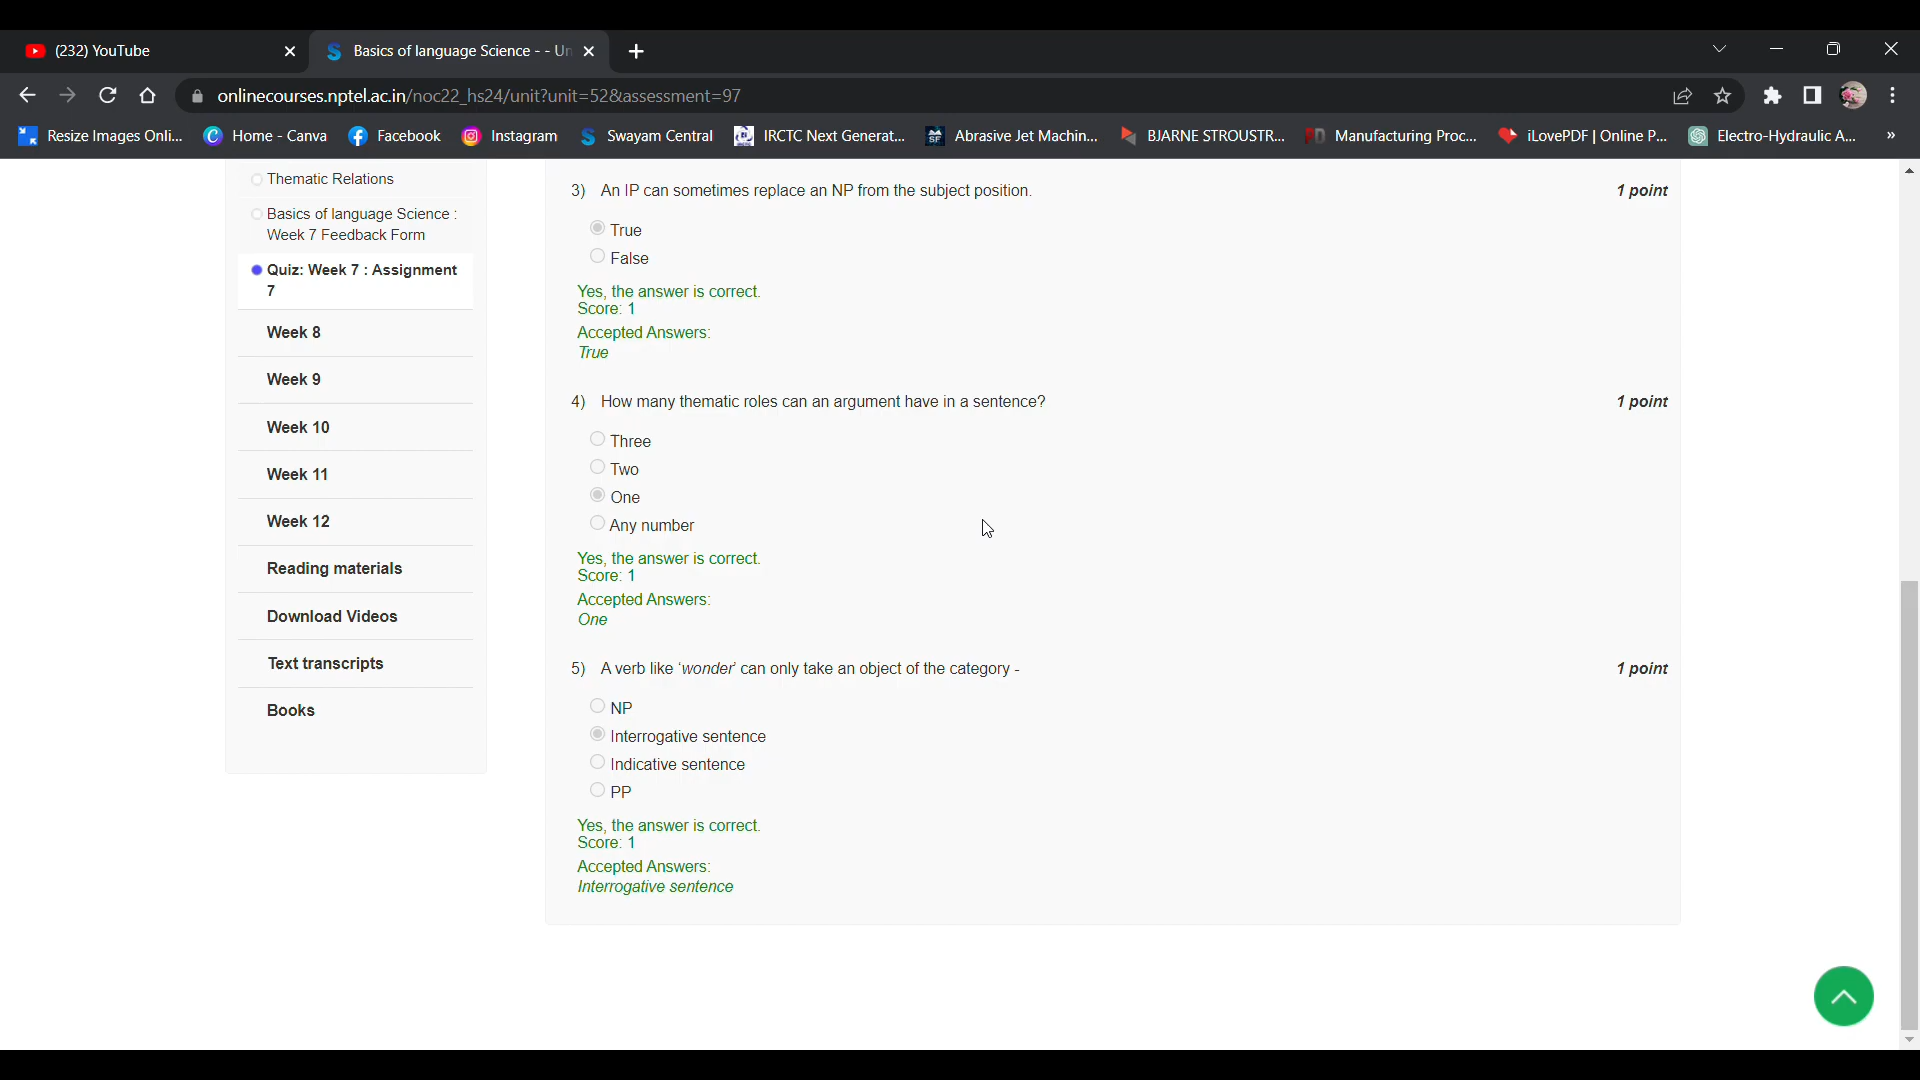 (232) YouTube
Basics of language Science - - Un
onlinecourses.nptel.ac.in/noc22_hs24/unit?unit=52&assessment=97
Resize Images Onli... Home - Canva Facebook Instagram Swayam Central IRCTC Next Generat... Abrasive Jet Machin... BJARNE STROUSTR... Manufacturing Proc... iLovePDF | Online P... Electro-Hydraulic A... »
Thematic Relations
Basics of language Science :
Week 7 Feedback Form
Quiz: Week 7 : Assignment
7
Week 8
Week 9
Week 10
Week 11
Week 12
Reading materials
Download Videos
Text transcripts
Books
3) An IP can sometimes replace an NP from the subject position. 1 point
True
False
Yes, the answer is correct.
Score: 1
Accepted Answers:
True
4) How many thematic roles can an argument have in a sentence? 1 point
Three
Two
One
Any number
Yes, the answer is correct.
Score: 1
Accepted Answers:
One
5) A verb like ‘wonder’ can only take an object of the category - 1 point
NP
Interrogative sentence
Indicative sentence
PP
Yes, the answer is correct.
Score: 1
Accepted Answers:
Interrogative sentence